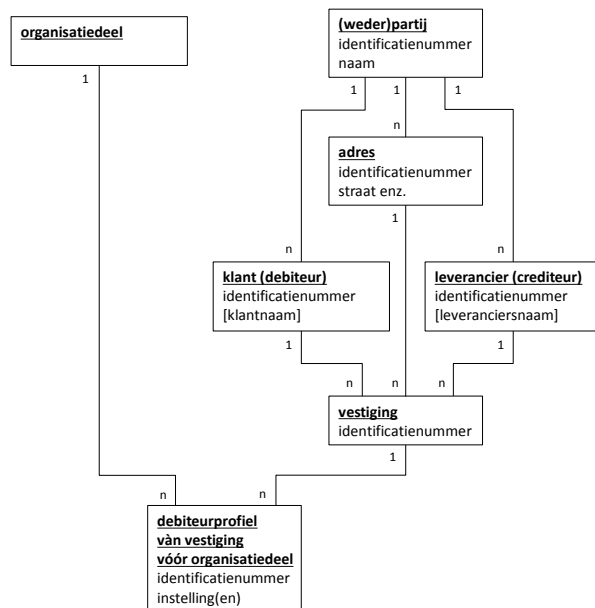 organisatiedeel
(weder)partij
identificatienummer
naam
1
1
1
1
n
adres
identificatienummer
straat enz.
1
n
n
klant (debiteur)
identificatienummer
[klantnaam]
leverancier (crediteur)
identificatienummer
[leveranciersnaam]
1
1
n
n
n
vestiging
identificatienummer
1
n
n
debiteurprofiel
vàn vestiging
vóór organisatiedeel
identificatienummer
instelling(en)